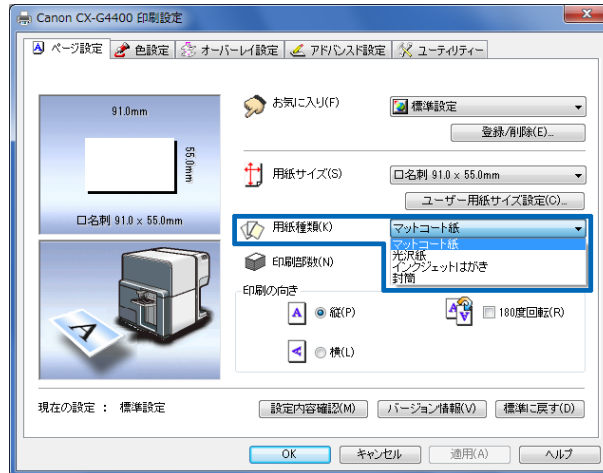 Canon CX-G4400 印刷設定
ページ設定 色設定 オーバーレイ設定 アドバンスド設定 ユーティリティー
91.0mm
55.0mm
名刺 91.0 x 55.0mm
お気に入り(F)
標準設定
登録/削除(E)...
用紙サイズ(S)
名刺 91.0 x 55.0mm
ユーザー用紙サイズ設定(C)...
用紙種類(K)
マットコート紙
マットコート紙
光沢紙
インクジェットはがき
封筒
印刷部数(N)
印刷の向き
A 縦(P)
180度回転(R)
A 横(L)
現在の設定 : 標準設定
設定内容確認(M) バージョン情報(V) 標準に戻す(D)
OK キャンセル 適用(A) ヘルプ